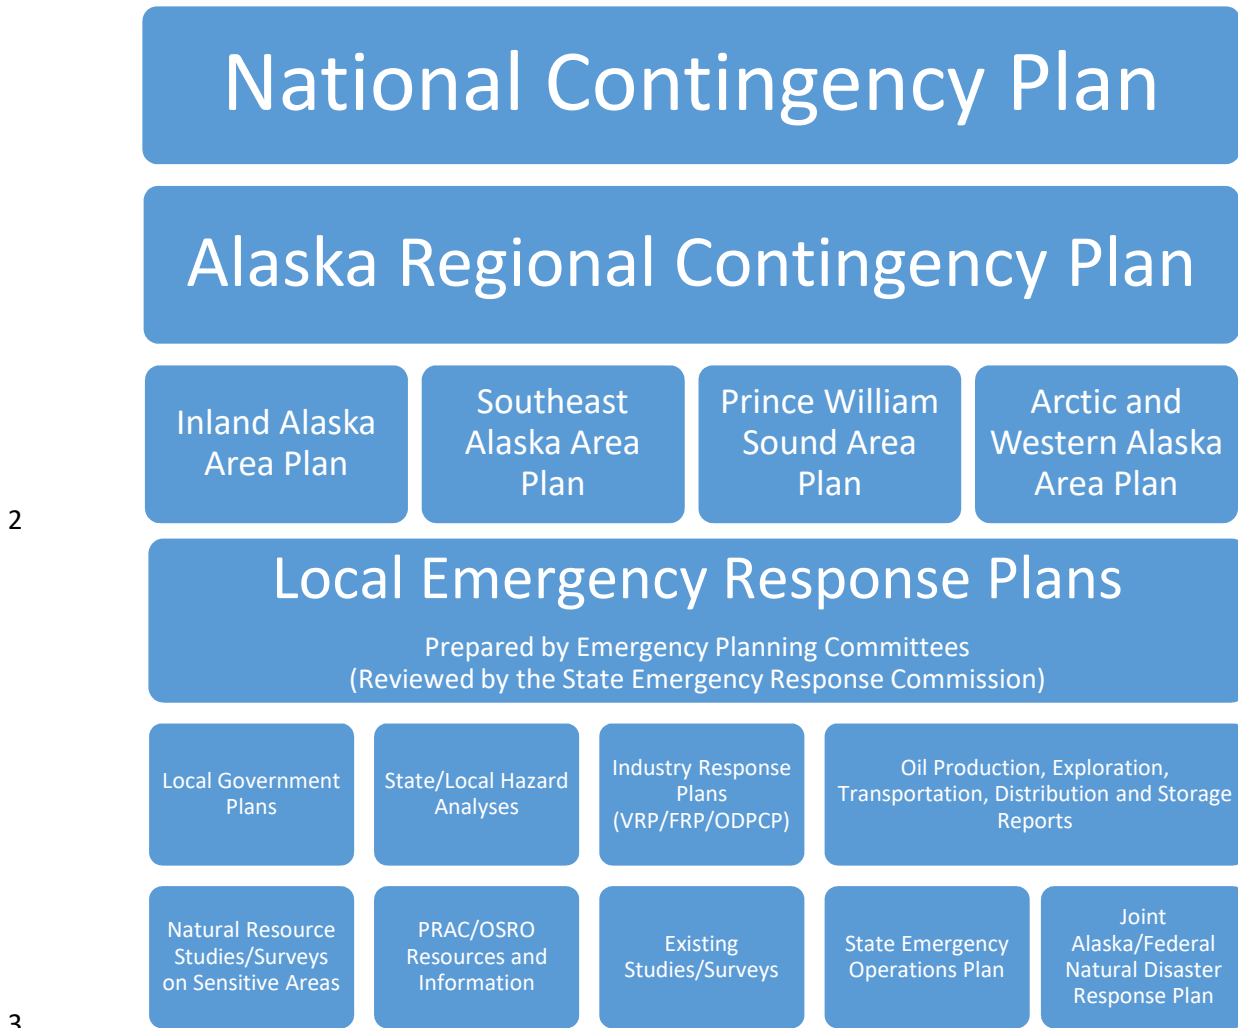 National Contingency Plan
Alaska Regional Contingency Plan
Inland Alaska
Area Plan
Southeast
Alaska Area
Plan
Prince William
Sound Area
Plan
Arctic and
Western Alaska
Area Plan
2
Local Emergency Response Plans
Prepared by Emergency Planning Committees
(Reviewed by the State Emergency Response Commission)
Local Government
Plans
State/Local Hazard
Analyses
Industry Response
Plans
(VRP/FRP/ODPCP)
Oil Production, Exploration,
Transportation, Distribution and Storage
Reports
Natural Resource
Studies/Surveys
on Sensitive Areas
PRAC/OSRO
Resources and
Information
Existing
Studies/Surveys
State Emergency
Operations Plan
Joint
Alaska/Federal
Natural Disaster
Response Plan
3